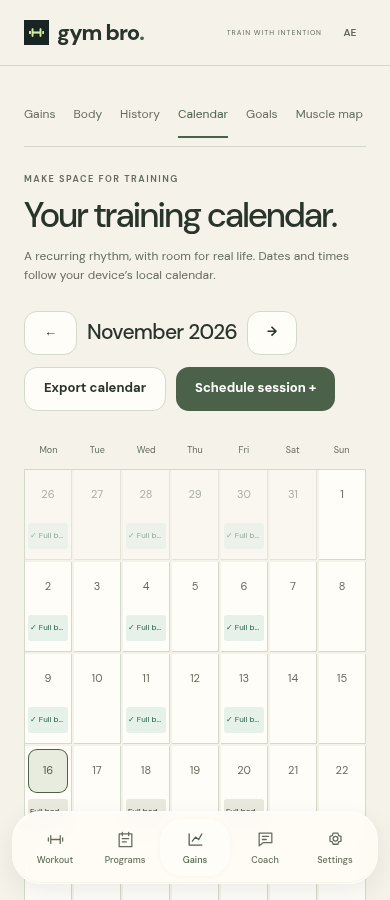 gym bro.
TRAIN WITH INTENTION
AE
Gains Body History Calendar Goals Muscle map
MAKE SPACE FOR TRAINING
Your training calendar.
A recurring rhythm, with room for real life. Dates and times
follow your device’s local calendar.
← November 2026 →
Export calendar Schedule session +
Mon Tue Wed Thu Fri Sat Sun
26 27 28 29 30 31 1
✓ Full b... ✓ Full b... ✓ Full b...
2 3 4 5 6 7 8
✓ Full b... ✓ Full b... ✓ Full b...
9 10 11 12 13 14 15
✓ Full b... ✓ Full b... ✓ Full b...
16 17 18 19 20 21 22
Workout Programs Gains Coach Settings